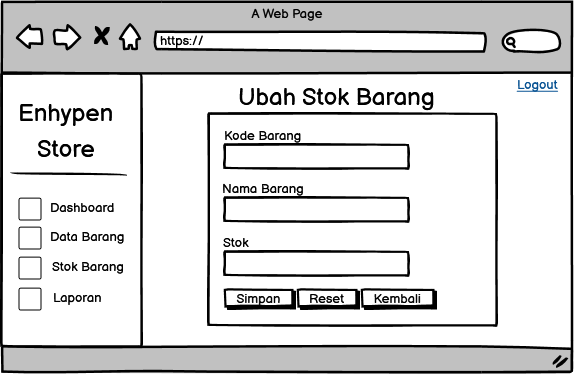 A Web Page
https://
Logout
Enhypen
Store
Dashboard
Data Barang
Stok Barang
Laporan
Ubah Stok Barang
Kode Barang
Nama Barang
Stok
Simpan Reset Kembali